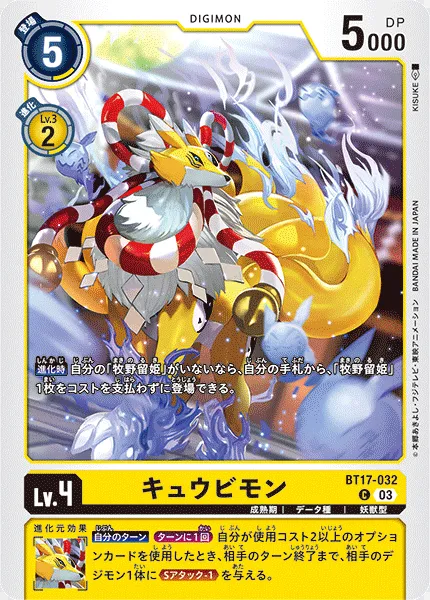 登場
5
DIGIMON
DP
5000
進化
Lv.3
2
KISUKE
©本郷あきよし・フジテレビ・東映アニメーション BANDAI MADE IN JAPAN
進化時 自分の「牧野留姫」がいないなら、自分の手札から、「牧野留姫」
1枚をコストを支払わずに登場できる。
BT17-032
Lv.4
キュウビモン
C 03
成熟期 | データ種 | 妖獣型
進化元効果
自分のターン ターンに1回 自分が使用コスト2以上のオプショ
ンカードを使用したとき、相手のターン終了まで、相手のデ
ジモン1体に《Sアタック-1》を与える。